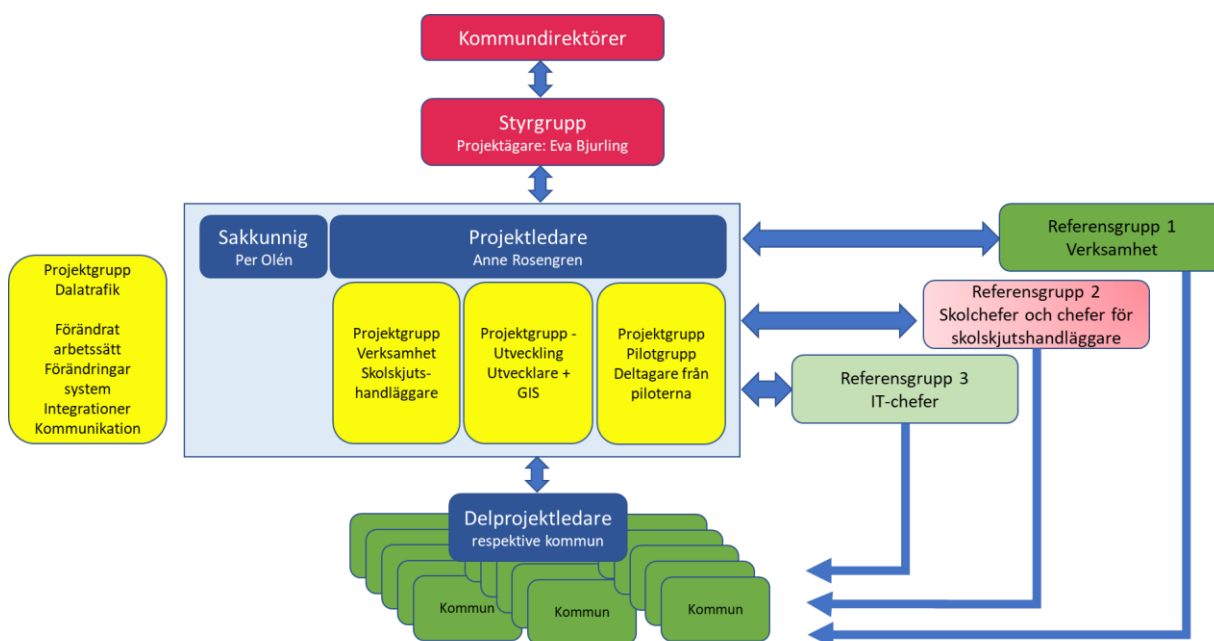 Kommundirektörer
Styrgrupp
Projektägare: Eva Bjurling
Sakkunnig
Per Olén
Projektledare
Anne Rosengren
Referensgrupp 1
Verksamhet
Projektgrupp
Dalatrafik
Förändrat
arbetssätt
Förändringar
system
Integrationer
Kommunikation
Projektgrupp
Verksamhet
Skolskjuts-
handläggare
Projektgrupp -
Utveckling
Utvecklare +
GIS
Projektgrupp
Pilotgrupp
Deltagare från
piloterna
Referensgrupp 2
Skolchefer och chefer för
skolskjutshandläggare
Referensgrupp 3
IT-chefer
Delprojektledare
respektive kommun
Kommun
Kommun
Kommun